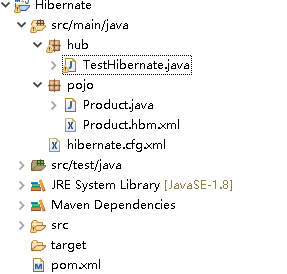 Hibernate
src/main/java
hub
TestHibernate.java
pojo
Product.java
Product.hbm.xml
hibernate.cfg.xml
src/test/java
JRE System Library [JavaSE-1.8]
Maven Dependencies
src
target
pom.xml